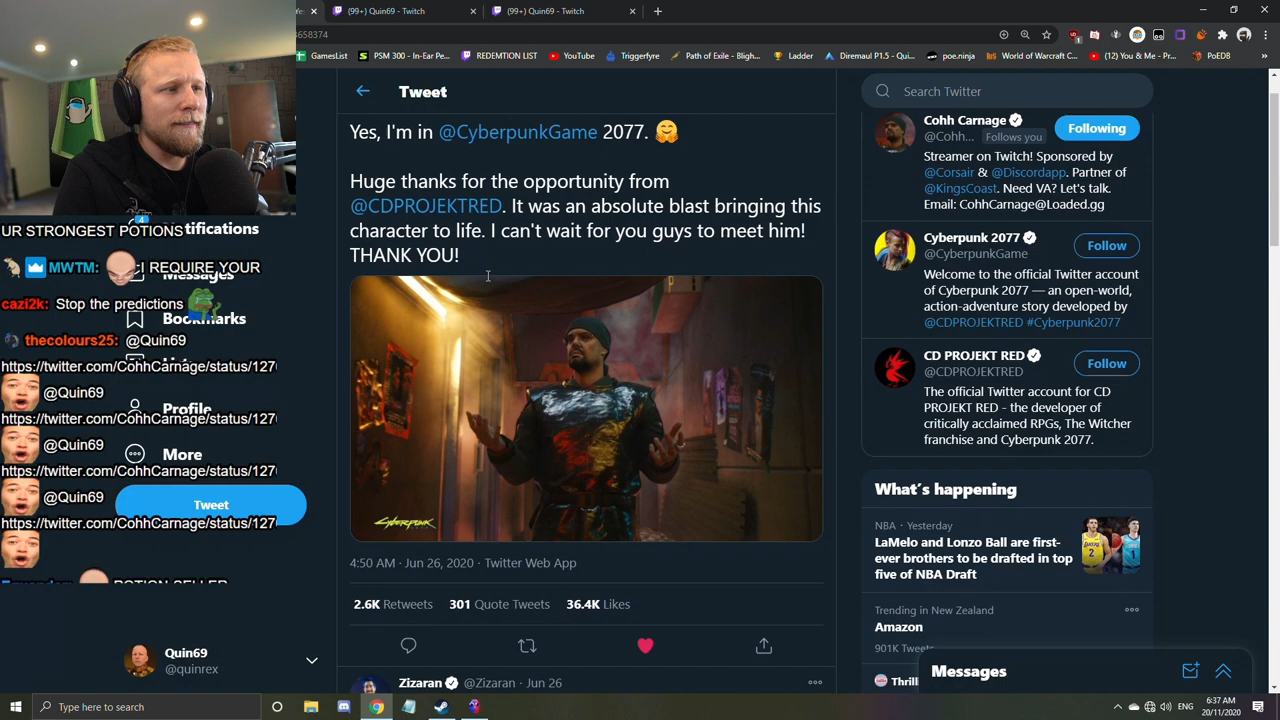 (99+) Quin69 - Twitch
(99+) Quin69 - Twitch
3658374
GamesList
PSM 300 - In-Ear Pe...
REDEMTION LIST
YouTube
Triggerfyre
Path of Exile - Blight...
Ladder
Diremaul P1.5 - Qui...
poe.ninja
World of Warcraft C...
(2) You & Me - Pre...
PoEDB
Tweet
Search Twitter
Yes, I'm in @CyberpunkGame 2077. 🤗
Huge thanks for the opportunity from
@CDPROJEKTRED. It was an absolute blast bringing this
character to life. I can't wait for you guys to meet him!
THANK YOU!
CYBERPUNK
4:50 AM · Jun 26, 2020 · Twitter Web App
2.6K Retweets 301 Quote Tweets 36.4K Likes
Zizaran @Zizaran · Jun 26
Cohh Carnage
@Cohh... Follows you
Following
Streamer on Twitch! Sponsored by
@Corsair & @Discordapp. Partner of
@KingsCoast. Need VA? Let's talk.
Email: CohhCarnage@Loaded.gg
Cyberpunk 2077
@CyberpunkGame
Follow
Welcome to the official Twitter account
of Cyberpunk 2077 — an open-world,
action-adventure story developed by
@CDPROJEKTRED #Cyberpunk2077
CD PROJEKT RED
@CDPROJEKTRED
Follow
The official Twitter account for CD
PROJEKT RED - the developer of
critically acclaimed RPGs, The Witcher
franchise and Cyberpunk 2077.
What's happening
NBA · Yesterday
LaMelo and Lonzo Ball are first-
ever brothers to be drafted in top
five of NBA Draft
Trending in New Zealand
Amazon
901K Tweets
Thrill
Messages
4
UR STRONGEST POTIONS
Notifications
MWTM: I REQUIRE YOUR
Messages
cazi2k: Stop the predictions
Bookmarks
thecolours25: @Quin69
https://twitter.com/CohhCarnage/status/127
@Quin69
Profile
https://twitter.com/CohhCarnage/status/127
@Quin69
More
https://twitter.com/CohhCarnage/status/127
@Quin69
Tweet
https://twitter.com/CohhCarnage/status/127
POTION SELLER
Quin69
@quinrex
Type here to search
6:37 AM
20/11/2020